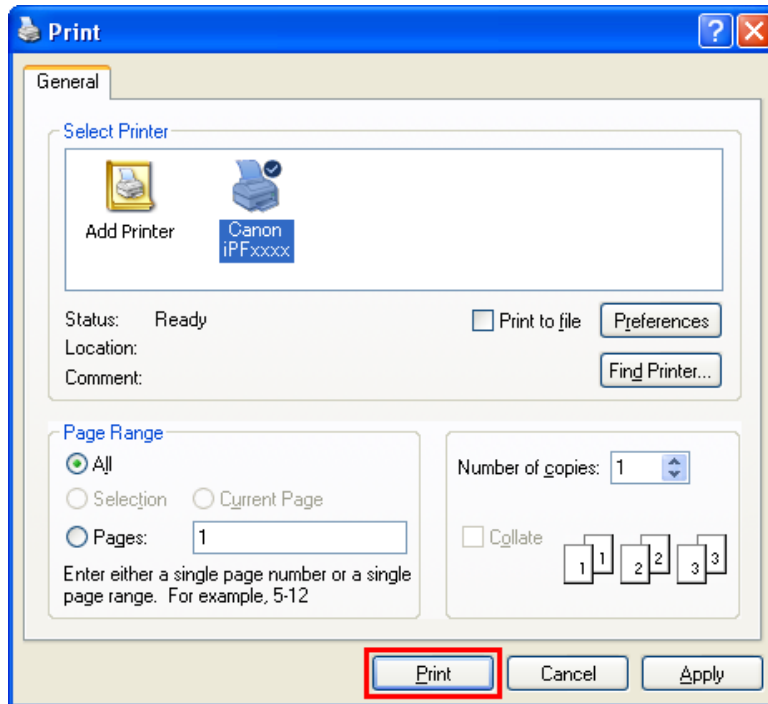 Print
General
Select Printer
Add Printer
Canon
iPFxxxx
Status: Ready
Print to file
Preferences
Location:
Comment:
Find Printer...
Page Range
All
Selection
Current Page
Pages: 1
Enter either a single page number or a single
page range. For example, 5-12
Number of copies: 1
Collate
1 1 2 2 3 3
Print
Cancel
Apply